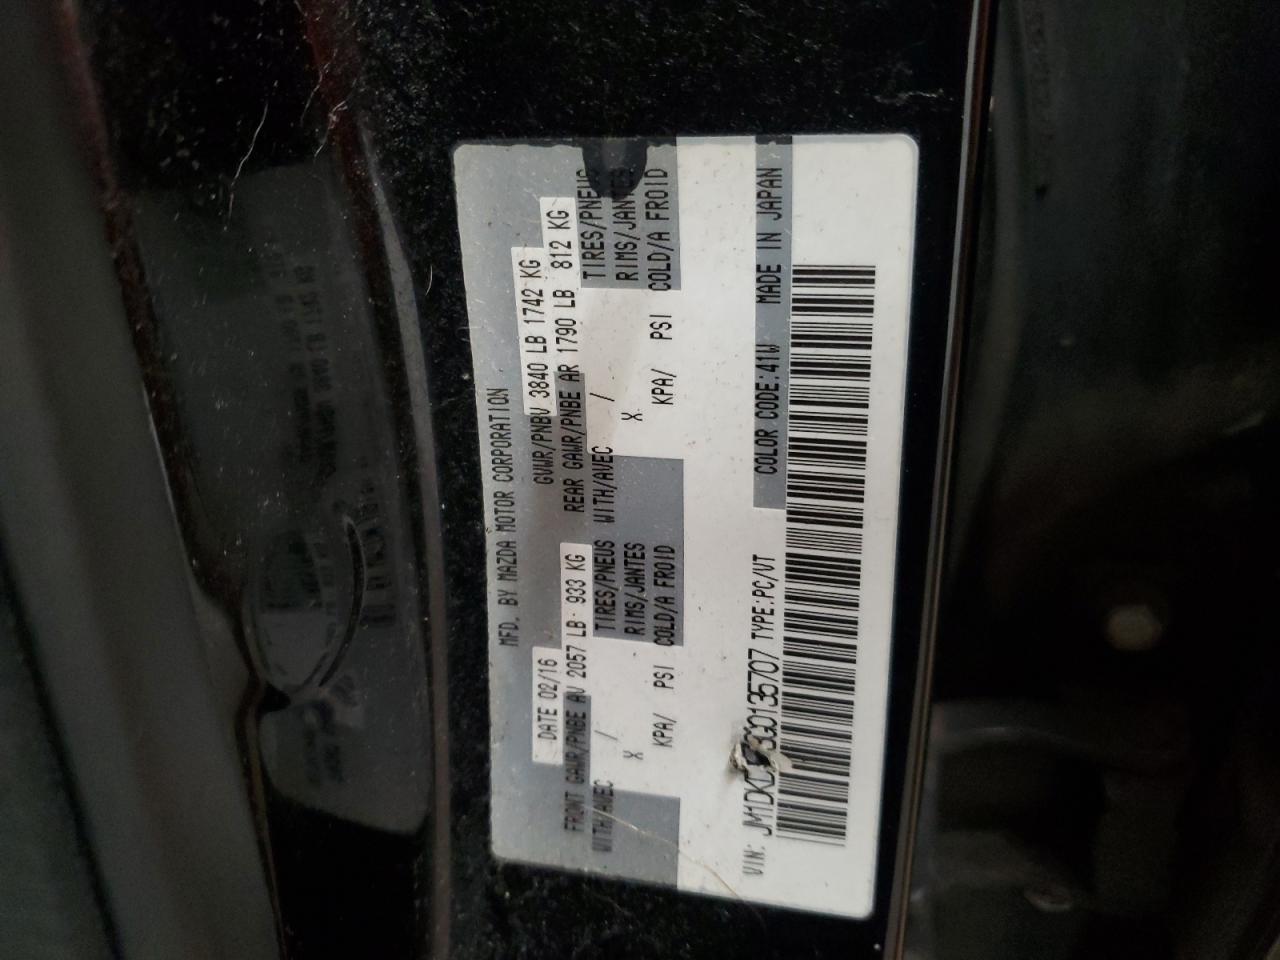 MFD. BY MAZDA MOTOR CORPORATION
DATE 02/16 GVWR/PNBV 3840 LB 1742 KG
FRONT GAWR/PNBE AV 2057 LB 933 KG REAR GAWR/PNBE AR 1790 LB 812 KG
WITH/AVEC / TIRES/PNEUS WITH/AVEC / TIRES/PNEUS
X RIMS/JANTES X RIMS/JANTES
KPA/ PSI COLD/A FROID KPA/ PSI COLD/A FROID
VIN: TYPE:PC/VT COLOR CODE:41W MADE IN JAPAN